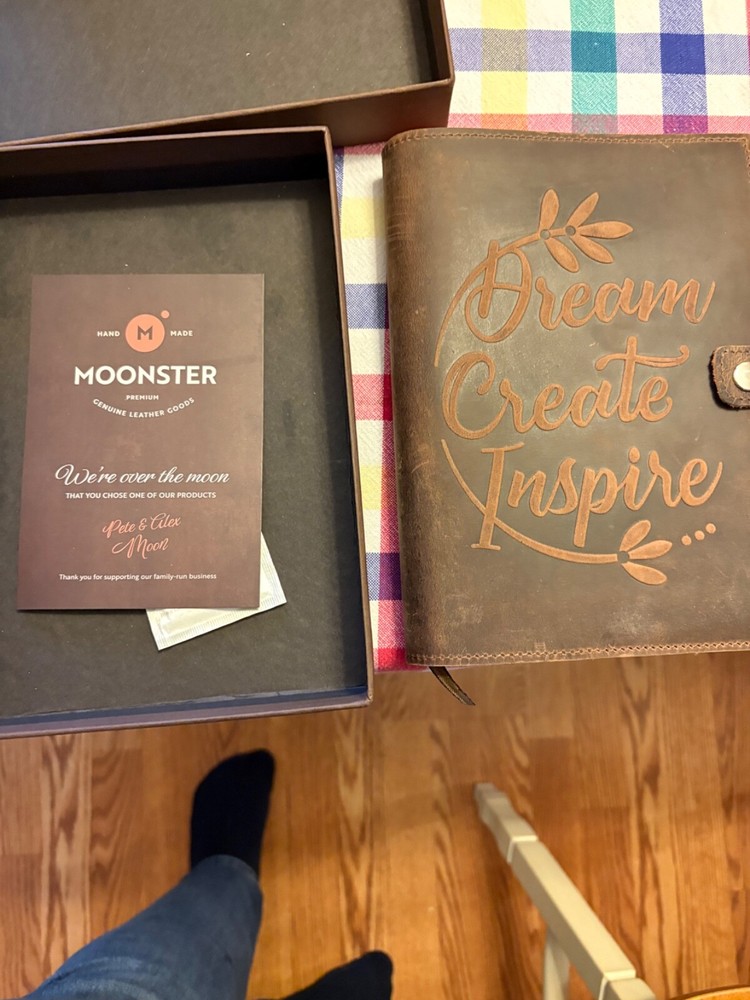 HAND M MADE
MOONSTER
PREMIUM
GENUINE LEATHER GOODS
We're over the moon
THAT YOU CHOSE ONE OF OUR PRODUCTS
Pete & Alex
Moon
Thank you for supporting our family-run business
Dream
Create
Inspire